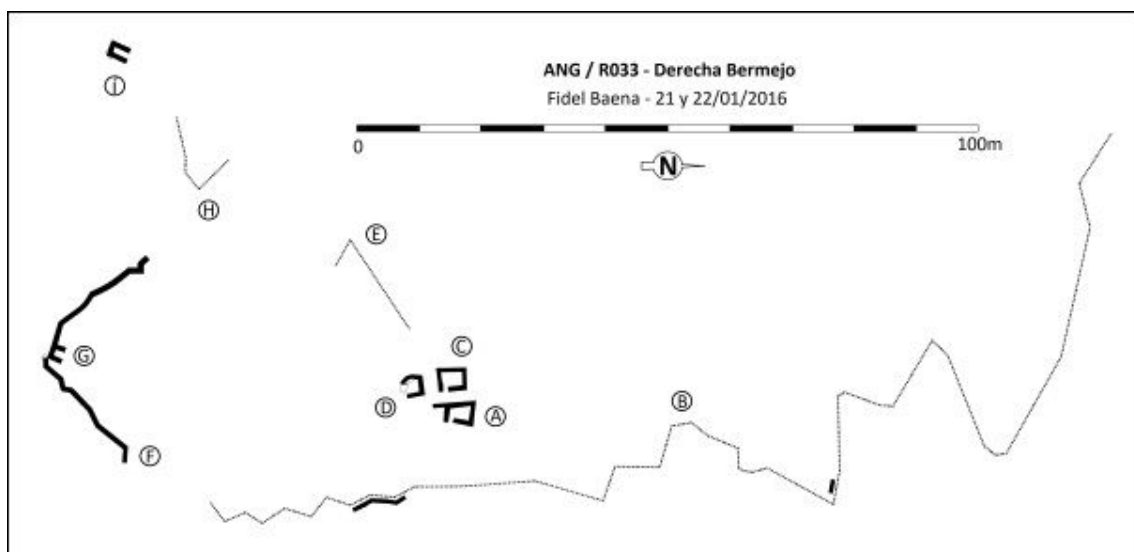 ANG / R033 - Derecha Bermejo
Fidel Baena - 21 y 22/01/2016
0 100m
N
J
H
E
G
C
D
A
B
F